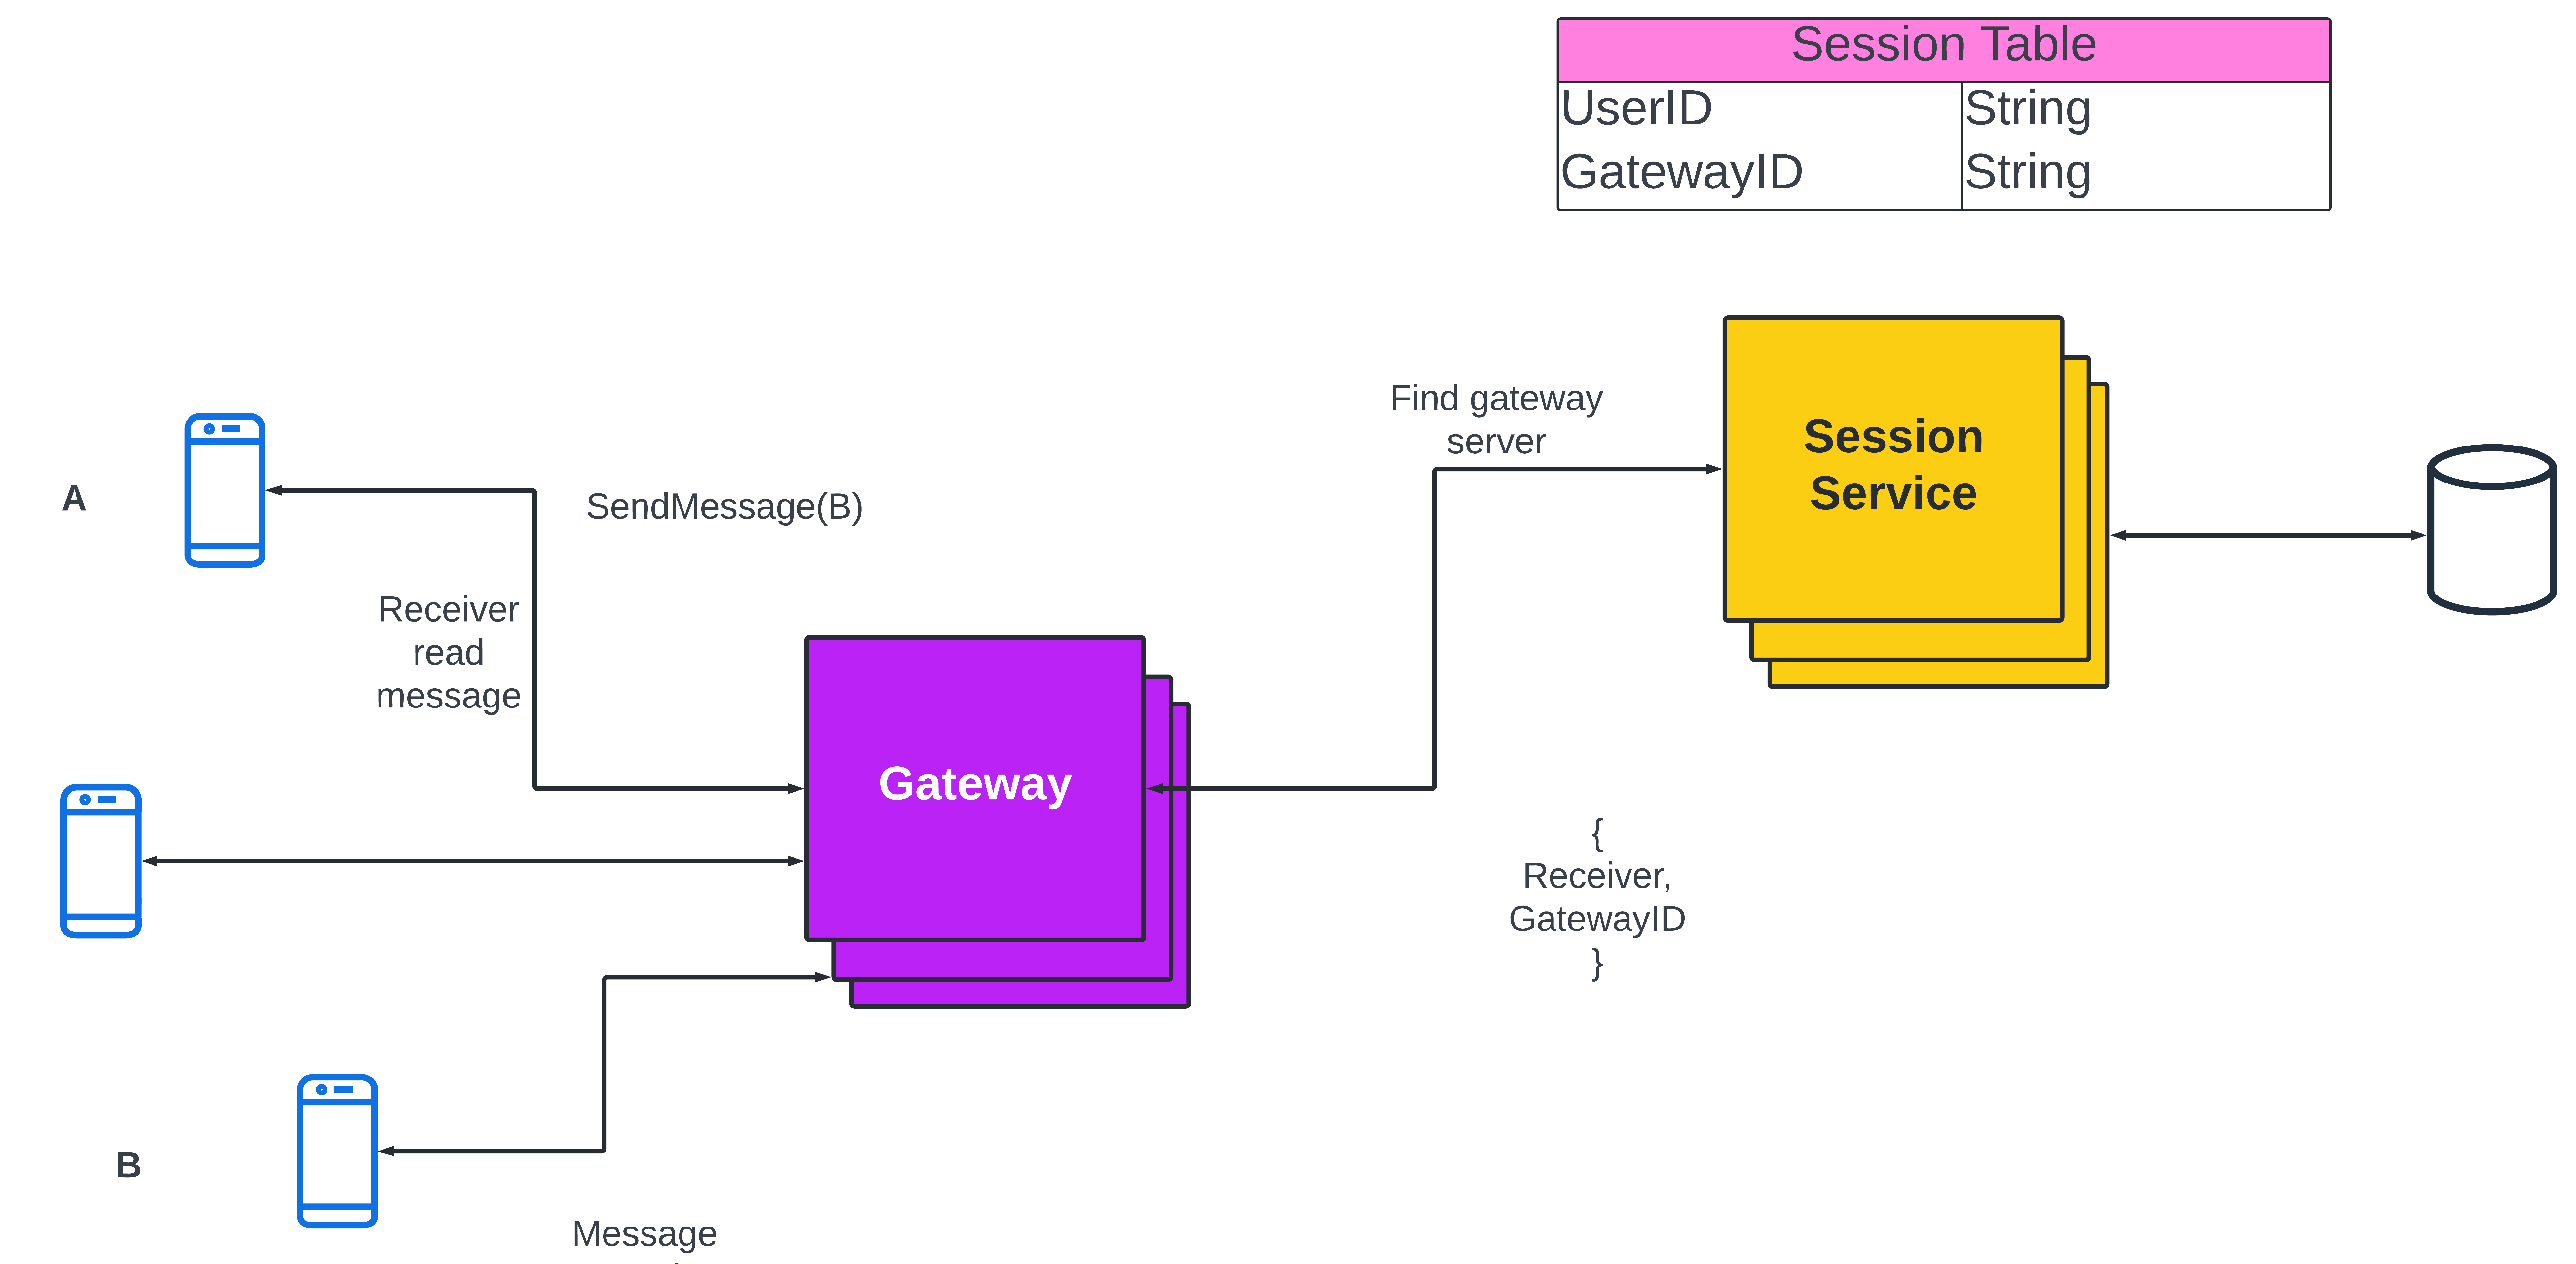 Session Table
UserID String
GatewayID String
Find gateway
server
Session
Service
A
SendMessage(B)
Receiver
read
message
Gateway
{
Receiver,
GatewayID
}
B
Message